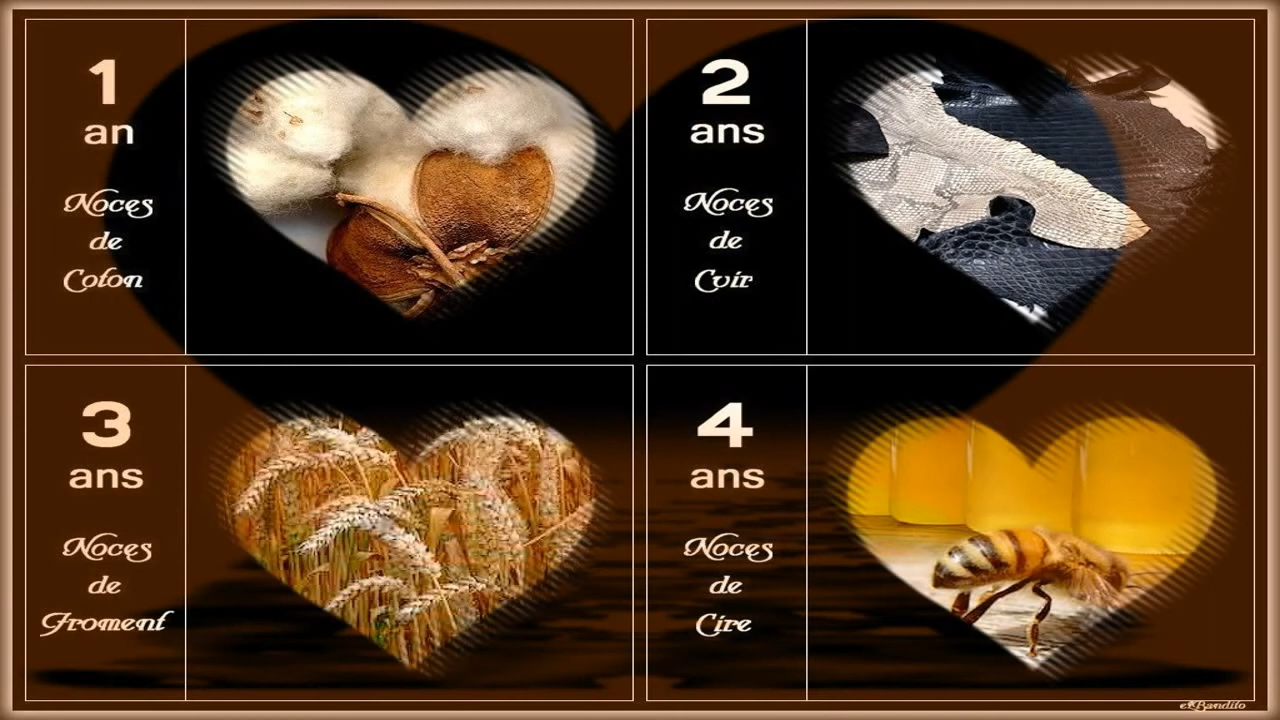 1
an
Noces
de
Coton
2
ans
Noces
de
Cuir
3
ans
Noces
de
Froment
4
ans
Noces
de
Cire
elBandito